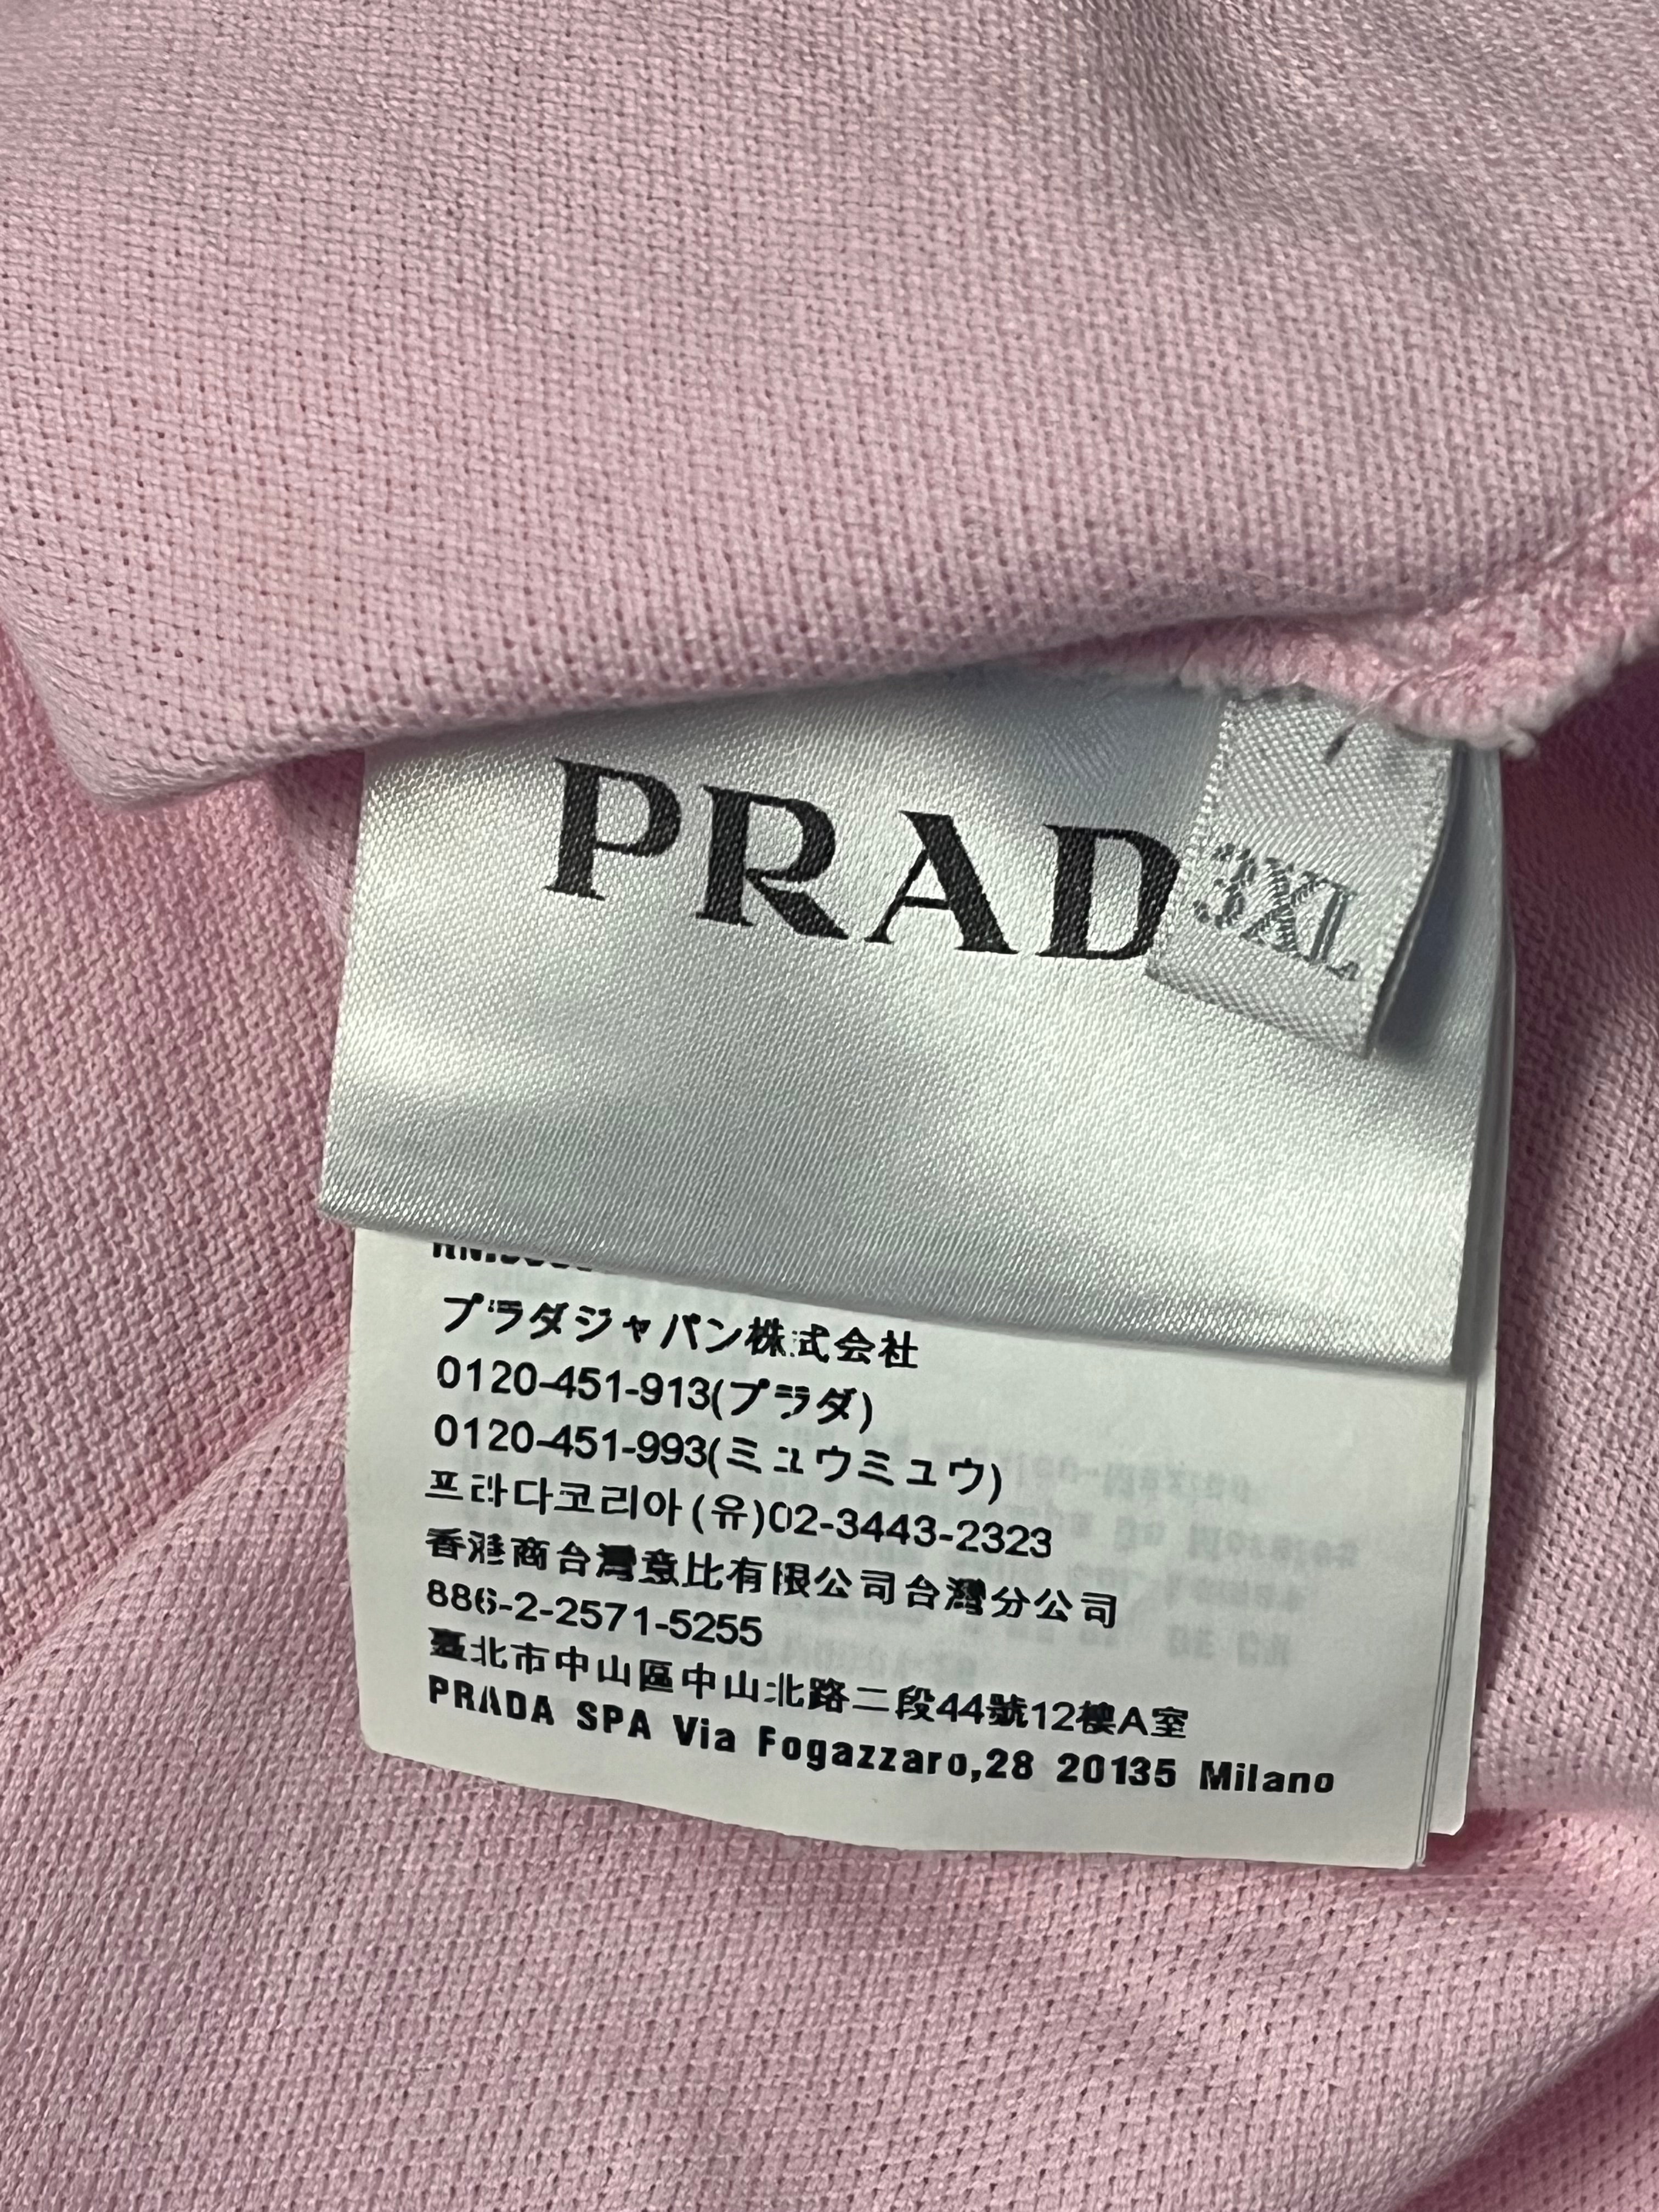 PRAD
3XL
プラダジャパン株式会社
0120-451-913(プラダ)
0120-451-993(ミュウミュウ)
프라다코리아(유)02-3443-2323
香港商台灣意比有限公司台灣分公司
886-2-2571-5255
臺北市中山區中山北路二段44號12樓A室
PRADA SPA Via Fogazzaro,28 20135 Milano